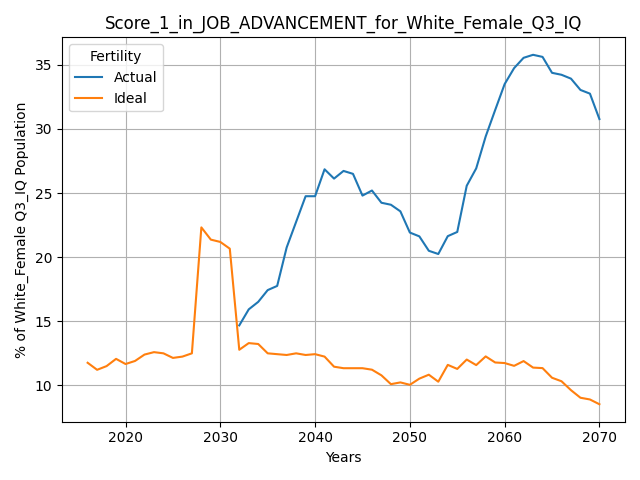 Score_1_in_JOB_ADVANCEMENT_for_White_Female_Q3_IQ
Fertility
Actual
Ideal
% of White_Female Q3_IQ Population
35
30
25
20
15
10
2020 2030 2040 2050 2060 2070
Years